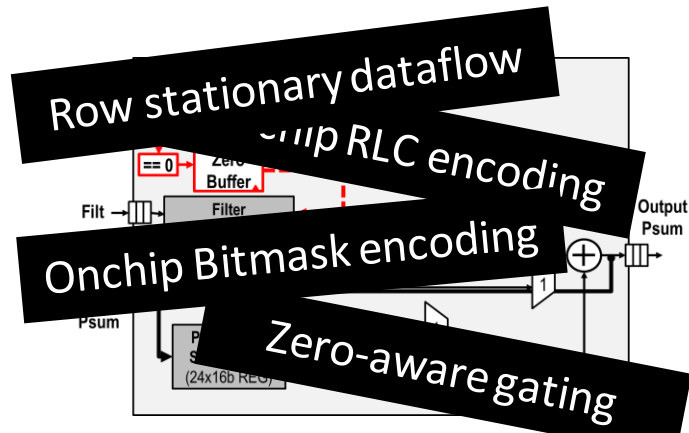 Row stationary dataflow
chip RLC encoding
== 0
Zero
Buffer
Filt
Filter
Output
Psum
Onchip Bitmask encoding
1
Psum
Zero-aware gating
(24x16b REG)